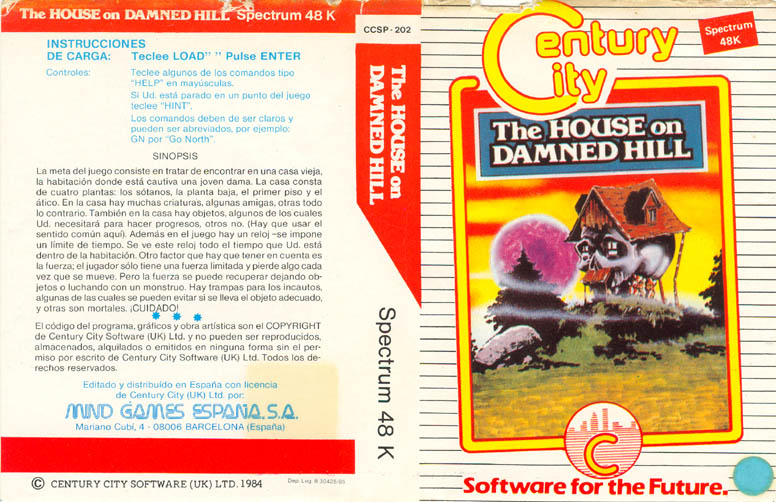 The HOUSE on DAMNED HILL Spectrum 48 K
INSTRUCCIONES
DE CARGA: Teclee LOAD” ” Pulse ENTER
Controles: Teclee algunos de los comandos tipo
“HELP” en mayúsculas.
Si Ud. está parado en un punto del juego
teclee “HINT”.
Los comandos deben de ser claros y
pueden ser abreviados, por ejemplo:
GN por “Go North”.
SINOPSIS
La meta del juego consiste en tratar de encontrar en una casa vieja,
la habitación donde está cautiva una joven dama. La casa consta
de cuatro plantas: los sótanos, la planta baja, el primer piso y el
ático. En la casa hay muchas criaturas, algunas amigas, otras todo
lo contrario. También en la casa hay objetos, algunos de los cuales
Ud. necesitará para hacer progresos, otros no. (Hay que usar el
sentido común aquí). Además en el juego hay un reloj –se impone
un límite de tiempo. Se ve este reloj todo el tiempo que Ud. está
dentro de la habitación. Otro factor que hay que tener en cuenta es
la fuerza; el jugador sólo tiene una fuerza limitada y pierde algo cada
vez que se mueve. Pero la fuerza se puede recuperar dejando ob-
jetos o luchando con un monstruo. Hay trampas para los incautos,
algunas de las cuales se pueden evitar si se lleva el objeto adecuado,
y otras son mortales. ¡CUIDADO!
El código del programa, gráficos y obra artística son el COPYRIGHT
de Century City Software (UK) Ltd. y no pueden ser reproducidos,
almacenados, alquilados o emitidos en ninguna forma sin el per-
miso por escrito de Century City Software (UK) Ltd. Todos los de-
rechos reservados.
Editado y distribuído en España con licencia
de Century City (UK) Ltd. por:
MIND GAMES ESPAÑA, S.A.
Mariano Cubí, 4 - 08006 BARCELONA (España)
© CENTURY CITY SOFTWARE (UK) LTD. 1984
Dep. Leg. B 30425/85
CCSP - 202
The HOUSE on
DAMNED HILL
Spectrum 48 K
Century
City
Spectrum
48K
The HOUSE on
DAMNED HILL
C
Software for the Future.